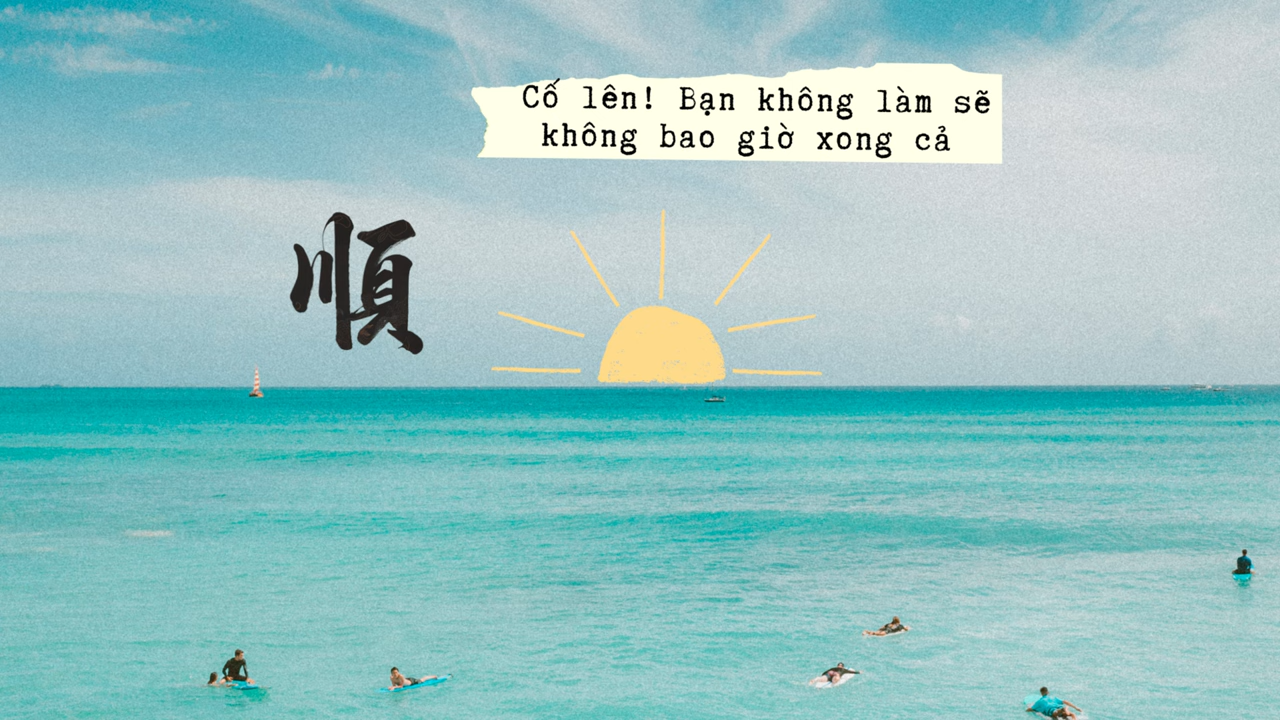 Cố lên! Bạn không làm sẽ
không bao giờ xong cả
順